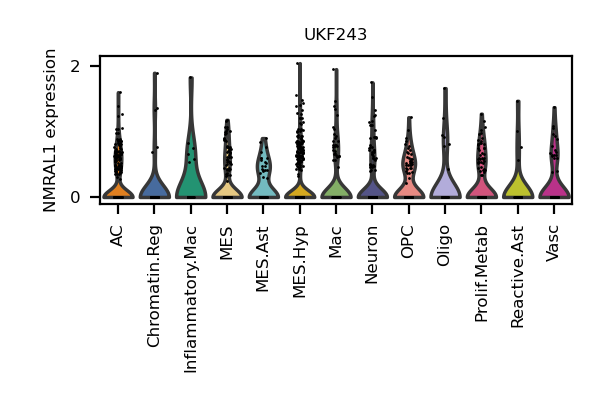 UKF243
NMRAL1 expression
2
0
AC
Chromatin.Reg
Inflammatory.Mac
MES
MES.Ast
MES.Hyp
Mac
Neuron
OPC
Oligo
Prolif.Metab
Reactive.Ast
Vasc